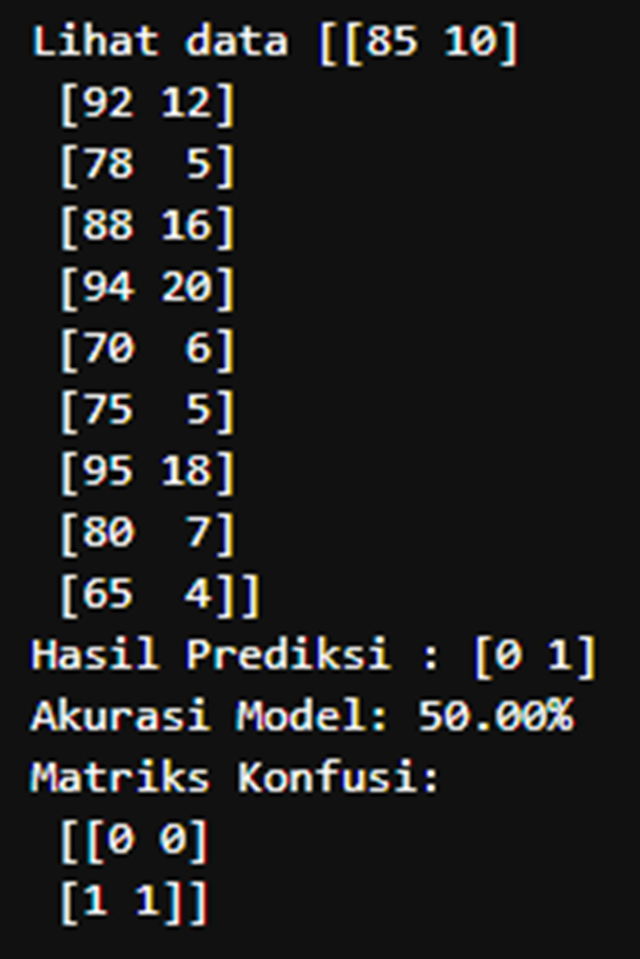 Lihat data [[85 10]
 [92 12]
 [78  5]
 [88 16]
 [94 20]
 [70  6]
 [75  5]
 [95 18]
 [80  7]
 [65  4]]
Hasil Prediksi : [0 1]
Akurasi Model: 50.00%
Matriks Konfusi:
 [[0 0]
 [1 1]]